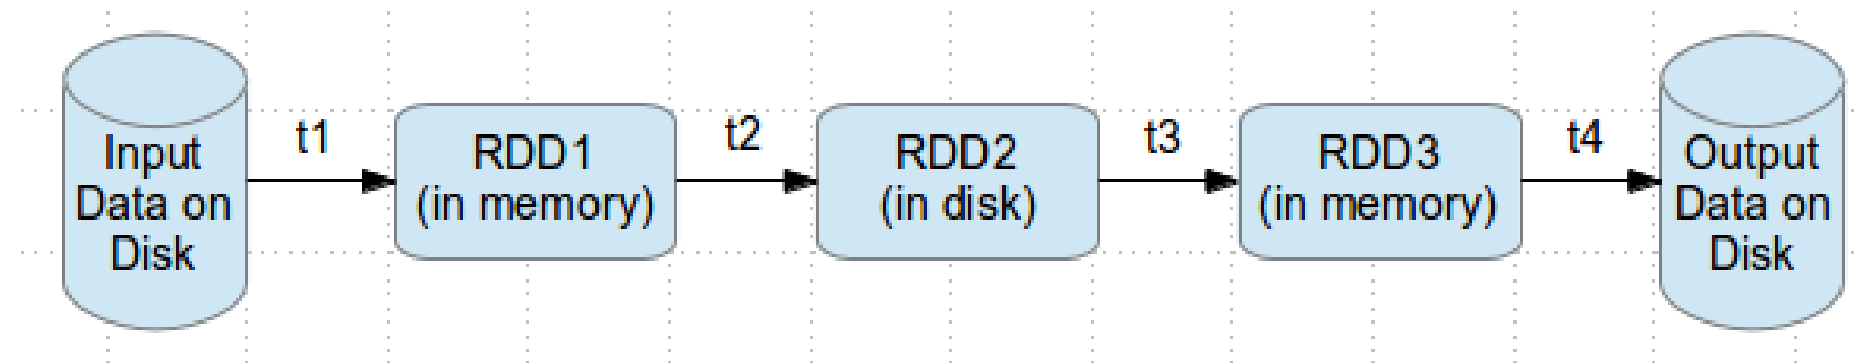 Input
Data on
Disk
t1
RDD1
(in memory)
t2
RDD2
(in disk)
t3
RDD3
(in memory)
t4
Output
Data on
Disk